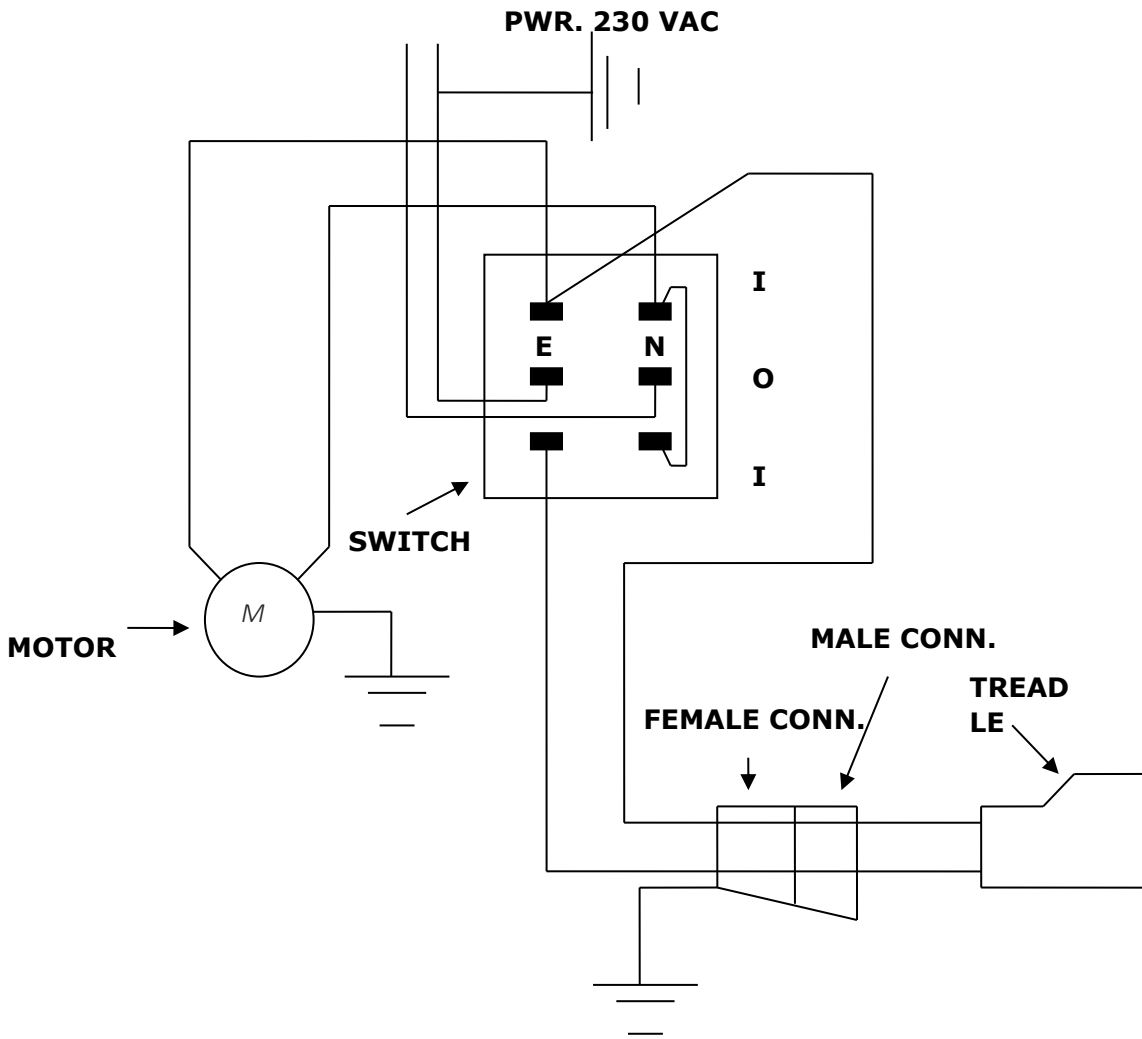 PWR. 230 VAC
I
E N
O
I
SWITCH
M
MOTOR
MALE CONN.
TREAD
LE
FEMALE CONN.